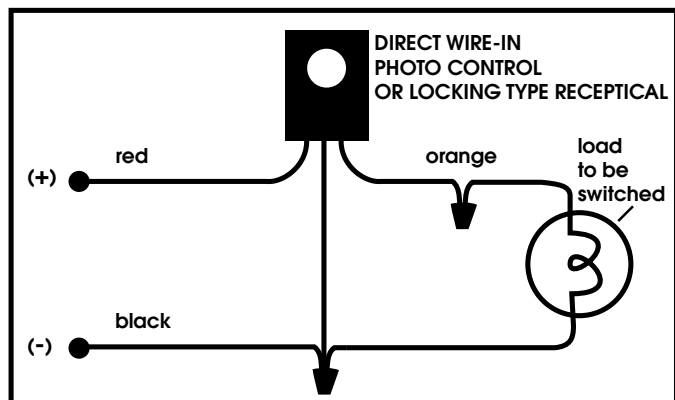 DIRECT WIRE-IN
PHOTO CONTROL
OR LOCKING TYPE RECEPTICAL
red
orange
load
to be
switched
(+)
black
(-)